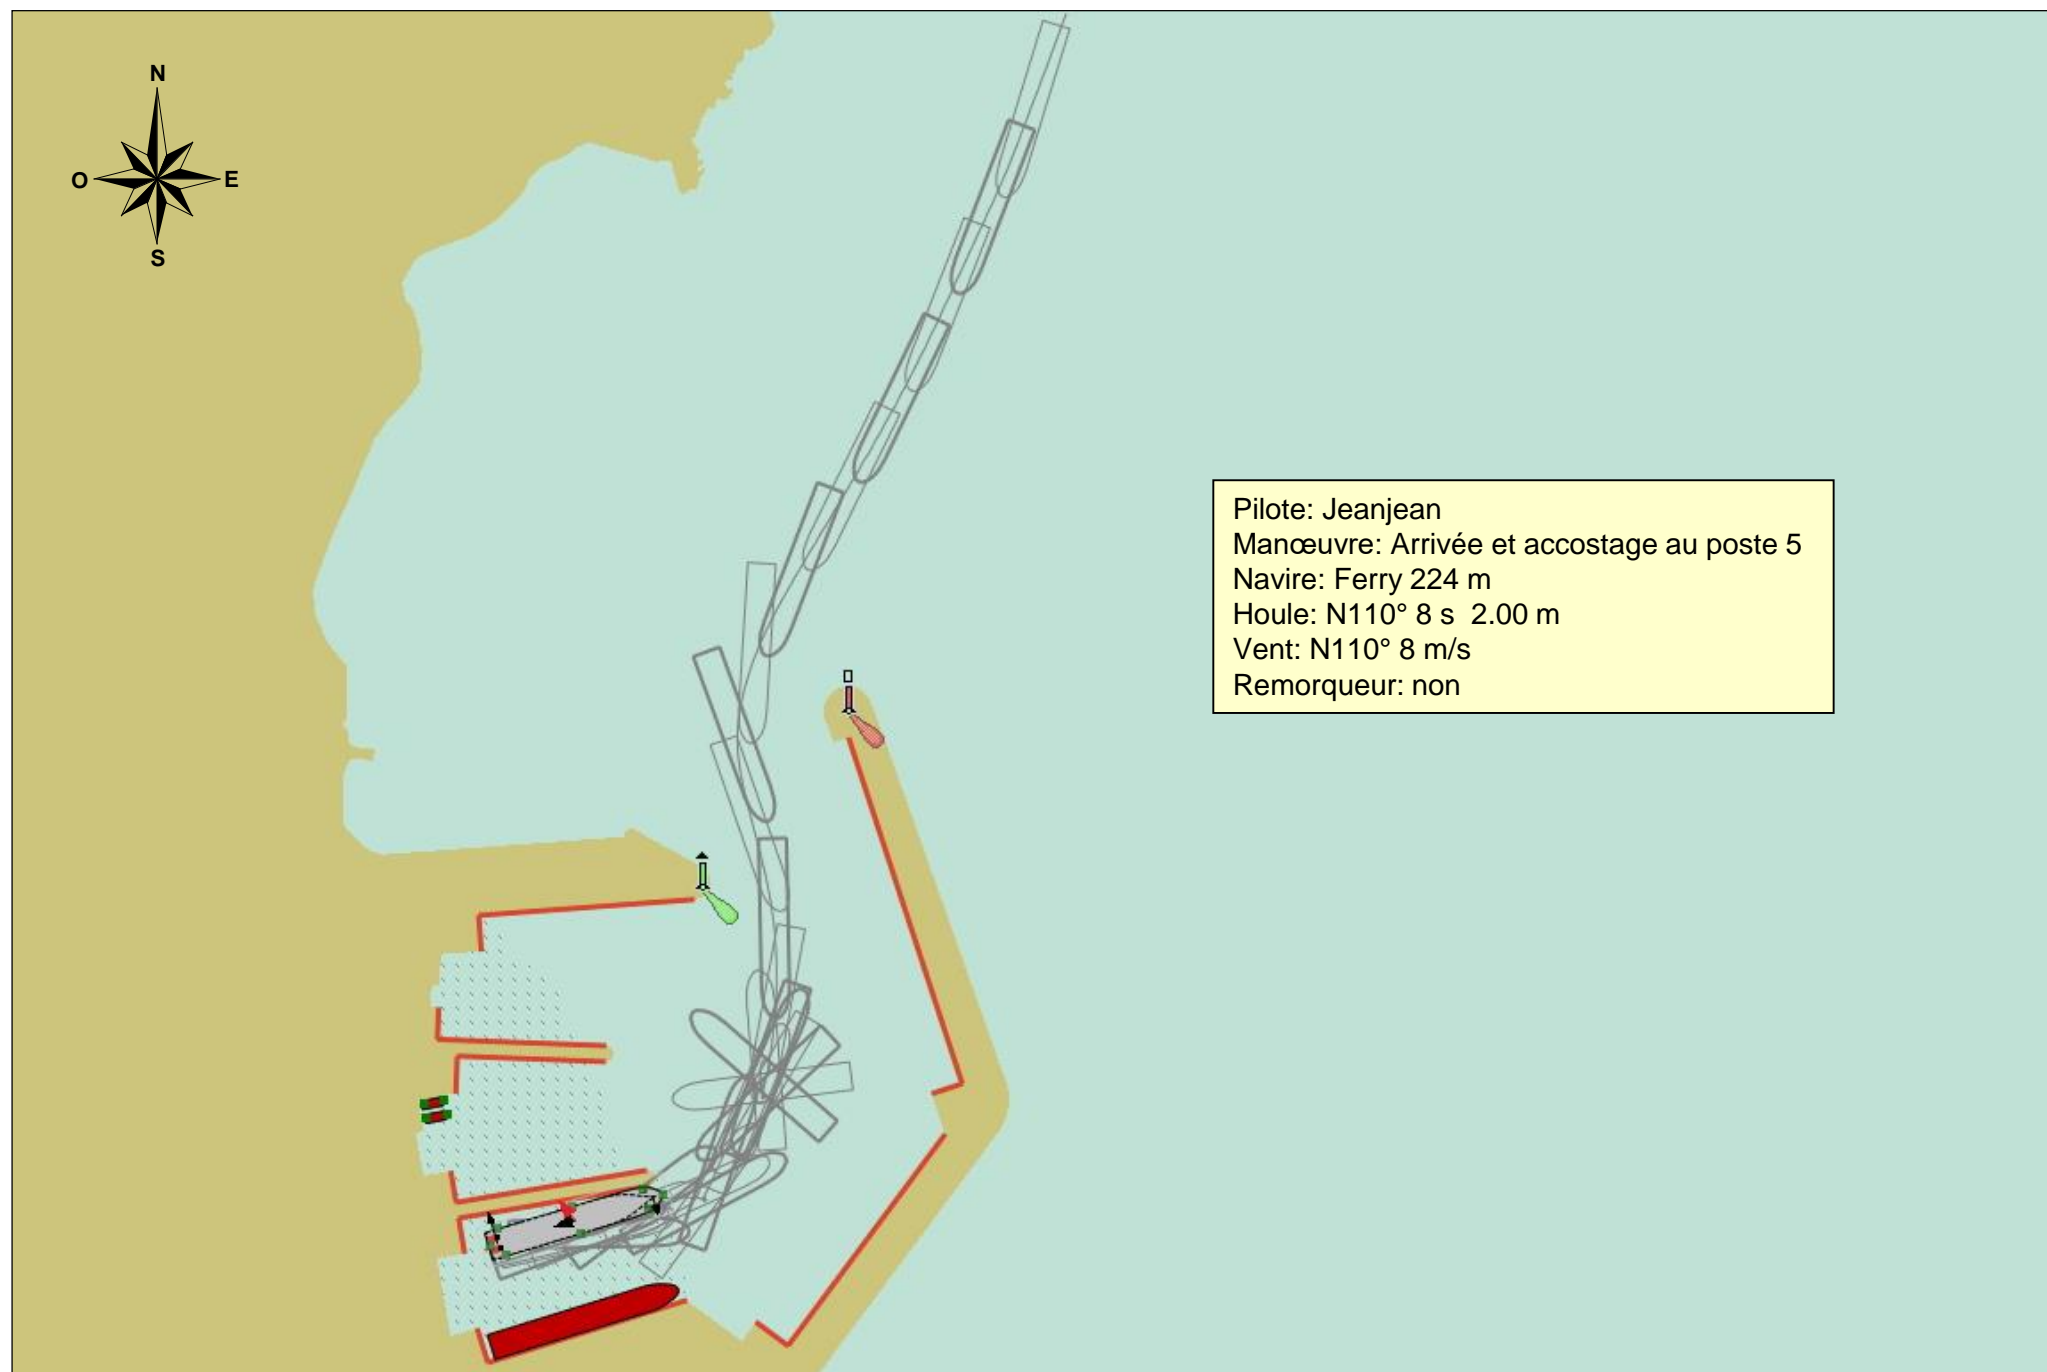 N
O
E
S
Pilote: Jeanjean
Manœuvre: Arrivée et accostage au poste 5
Navire: Ferry 224 m
Houle: N110° 8 s  2.00 m
Vent: N110° 8 m/s
Remorqueur: non